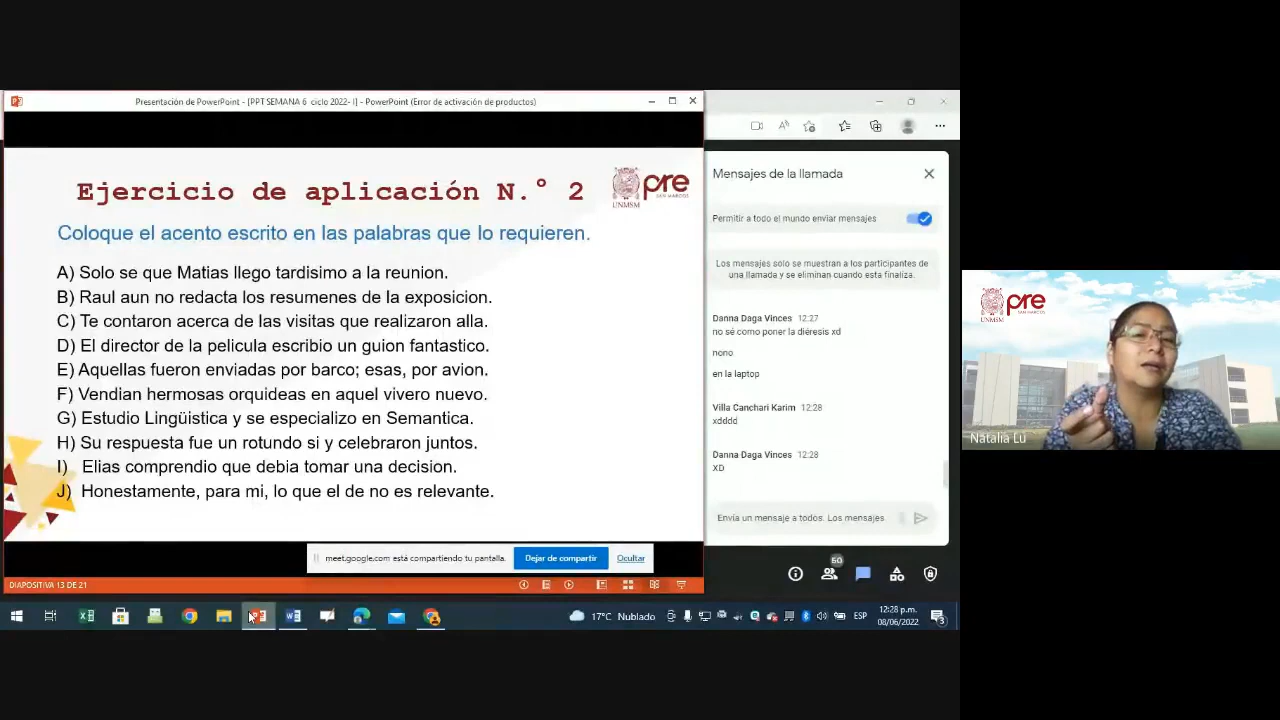 Presentación de PowerPoint - [PPT SEMANA 6 ciclo 2022- I] - PowerPoint (Error de activación de productos)
Ejercicio de aplicación N.° 2
UNMSM
pre
SAN MARCOS
Coloque el acento escrito en las palabras que lo requieren.
A) Solo se que Matias llego tardisimo a la reunion.
B) Raul aun no redacta los resumenes de la exposicion.
C) Te contaron acerca de las visitas que realizaron alla.
D) El director de la pelicula escribio un guion fantastico.
E) Aquellas fueron enviadas por barco; esas, por avion.
F) Vendian hermosas orquideas en aquel vivero nuevo.
G) Estudio Lingüistica y se especializo en Semantica.
H) Su respuesta fue un rotundo si y celebraron juntos.
I) Elias comprendio que debia tomar una decision.
J) Honestamente, para mi, lo que el de no es relevante.
meet.google.com está compartiendo tu pantalla.
Dejar de compartir
Ocultar
DIAPOSITIVA 13 DE 21
Mensajes de la llamada
Permitir a todo el mundo enviar mensajes
Los mensajes solo se muestran a los participantes de
una llamada y se eliminan cuando esta finaliza.
Danna Daga Vinces 12:27
no sé como poner la diéresis xd
nono
en la laptop
Villa Canchari Karim 12:28
xdddd
Danna Daga Vinces 12:28
XD
Envía un mensaje a todos. Los mensajes
50
17°C Nublado
ESP
12:28 p.m.
08/06/2022
3
UNMSM
pre
SAN MARCOS
Natalia Lu